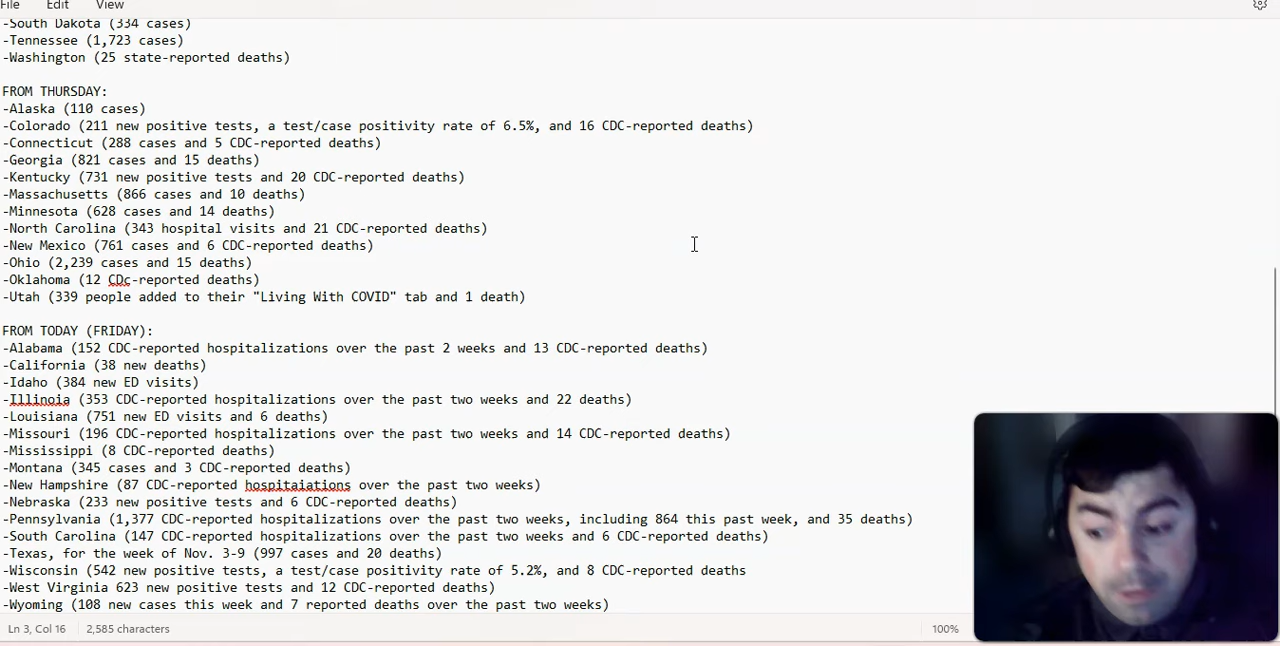 File Edit View
-South Dakota (334 cases)
-Tennessee (1,723 cases)
-Washington (25 state-reported deaths)
FROM THURSDAY:
-Alaska (110 cases)
-Colorado (211 new positive tests, a test/case positivity rate of 6.5%, and 16 CDC-reported deaths)
-Connecticut (288 cases and 5 CDC-reported deaths)
-Georgia (821 cases and 15 deaths)
-Kentucky (731 new positive tests and 20 CDC-reported deaths)
-Massachusetts (866 cases and 10 deaths)
-Minnesota (628 cases and 14 deaths)
-North Carolina (343 hospital visits and 21 CDC-reported deaths)
-New Mexico (761 cases and 6 CDC-reported deaths)
-Ohio (2,239 cases and 15 deaths)
-Oklahoma (12 CDc-reported deaths)
-Utah (339 people added to their "Living With COVID" tab and 1 death)
FROM TODAY (FRIDAY):
-Alabama (152 CDC-reported hospitalizations over the past 2 weeks and 13 CDC-reported deaths)
-California (38 new deaths)
-Idaho (384 new ED visits)
-Illinoia (353 CDC-reported hospitalizations over the past two weeks and 22 deaths)
-Louisiana (751 new ED visits and 6 deaths)
-Missouri (196 CDC-reported hospitalizations over the past two weeks and 14 CDC-reported deaths)
-Mississippi (8 CDC-reported deaths)
-Montana (345 cases and 3 CDC-reported deaths)
-New Hampshire (87 CDC-reported hospitaiations over the past two weeks)
-Nebraska (233 new positive tests and 6 CDC-reported deaths)
-Pennsylvania (1,377 CDC-reported hospitalizations over the past two weeks, including 864 this past week, and 35 deaths)
-South Carolina (147 CDC-reported hospitalizations over the past two weeks and 6 CDC-reported deaths)
-Texas, for the week of Nov. 3-9 (997 cases and 20 deaths)
-Wisconsin (542 new positive tests, a test/case positivity rate of 5.2%, and 8 CDC-reported deaths
-West Virginia 623 new positive tests and 12 CDC-reported deaths)
-Wyoming (108 new cases this week and 7 reported deaths over the past two weeks)
Ln 3, Col 16 2,585 characters 100%